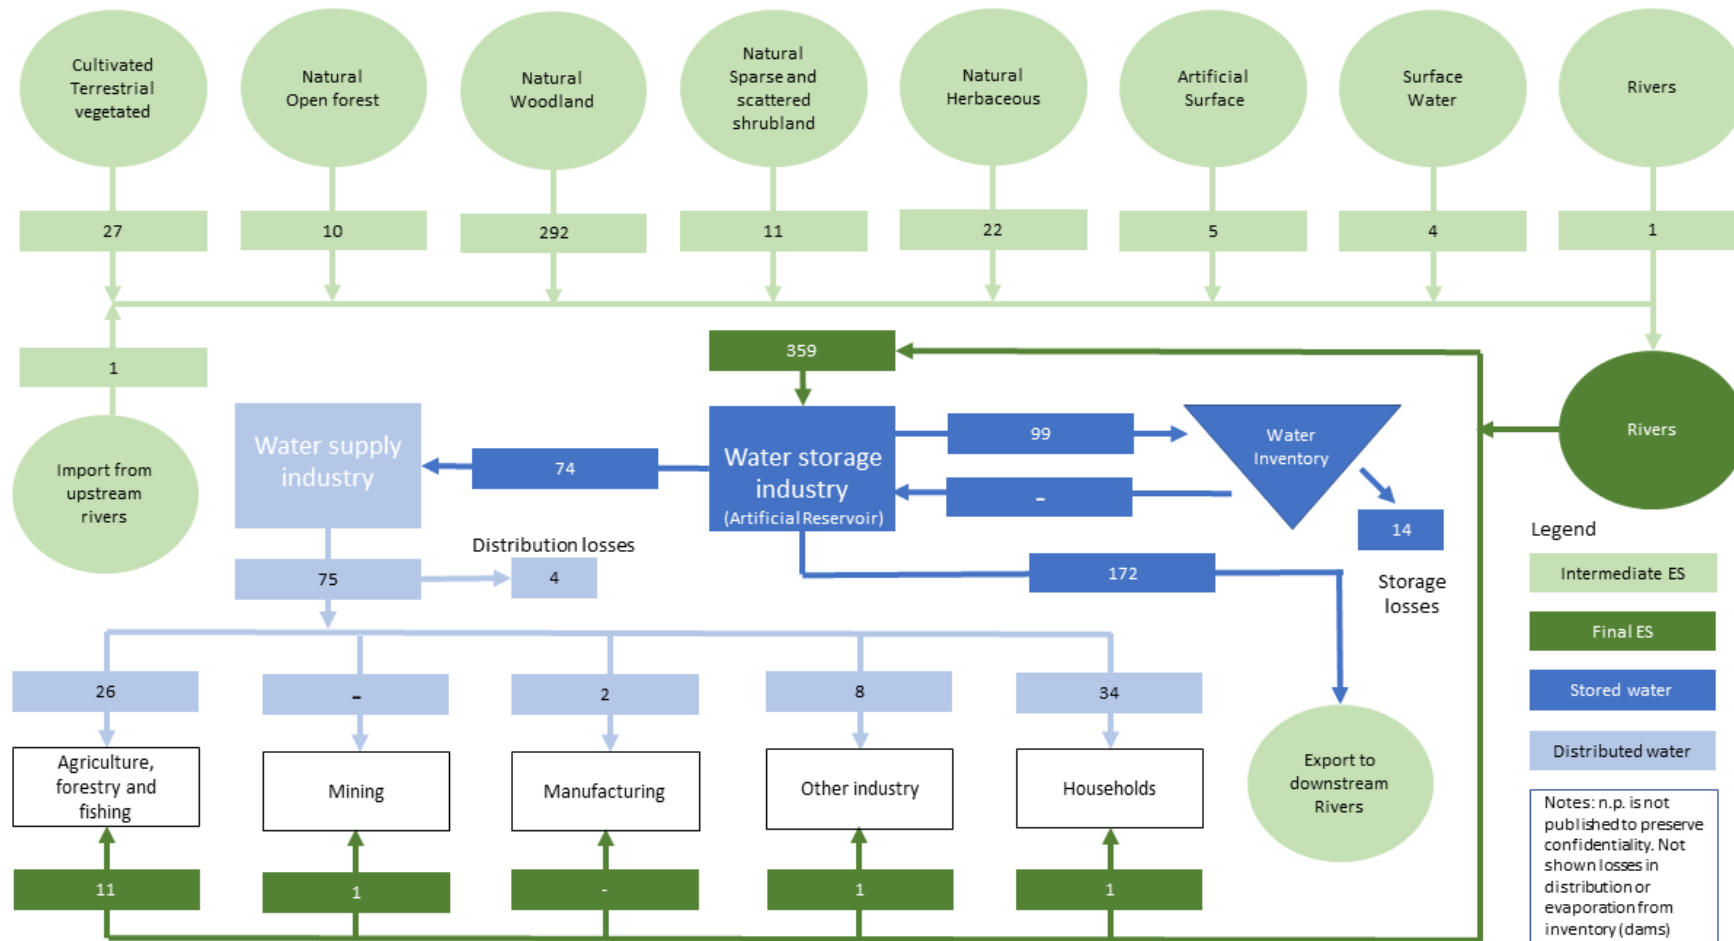 Cultivated
Terrestrial
vegetated
Natural
Open forest
Natural
Woodland
Natural
Sparse and
scattered
shrubland
Natural
Herbaceous
Artificial
Surface
Surface
Water
Rivers
27
10
292
11
22
5
4
1
1
Import from
upstream
rivers
359
Water supply
industry
74
Water storage
industry
(Artificial Reservoir)
99
-
Water
Inventory
14
Storage
losses
Rivers
75
Distribution losses
4
172
26
-
2
8
34
Agriculture,
forestry and
fishing
Mining
Manufacturing
Other industry
Households
11
1
-
1
1
Export to
downstream
Rivers
Legend
Intermediate ES
Final ES
Stored water
Distributed water
Notes: n.p. is not
published to preserve
confidentiality. Not
shown losses in
distribution or
evaporation from
inventory (dams)